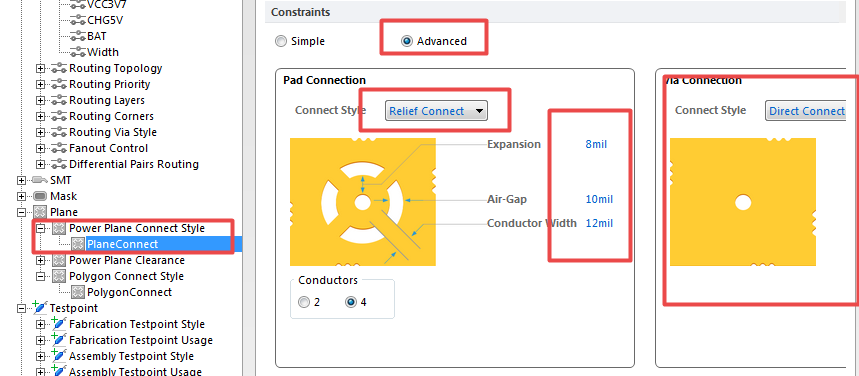 VCC3V7
CHG5V
BAT
Width
Routing Topology
Routing Priority
Routing Layers
Routing Corners
Routing Via Style
Fanout Control
Differential Pairs Routing
SMT
Mask
Plane
Power Plane Connect Style
PlaneConnect
Power Plane Clearance
Polygon Connect Style
PolygonConnect
Testpoint
Fabrication Testpoint Style
Fabrication Testpoint Usage
Assembly Testpoint Style
Assembly Testpoint Usage
Constraints
Simple
Advanced
Pad Connection
Connect Style Relief Connect
Expansion 8mil
Air-Gap 10mil
Conductor Width 12mil
Conductors
2 4
Via Connection
Connect Style Direct Connect